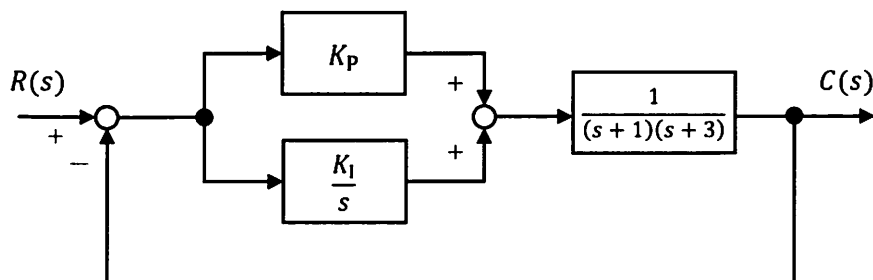 R(s)
+
−
K_P
K_I
s
+
+
1
(s + 1)(s + 3)
C(s)